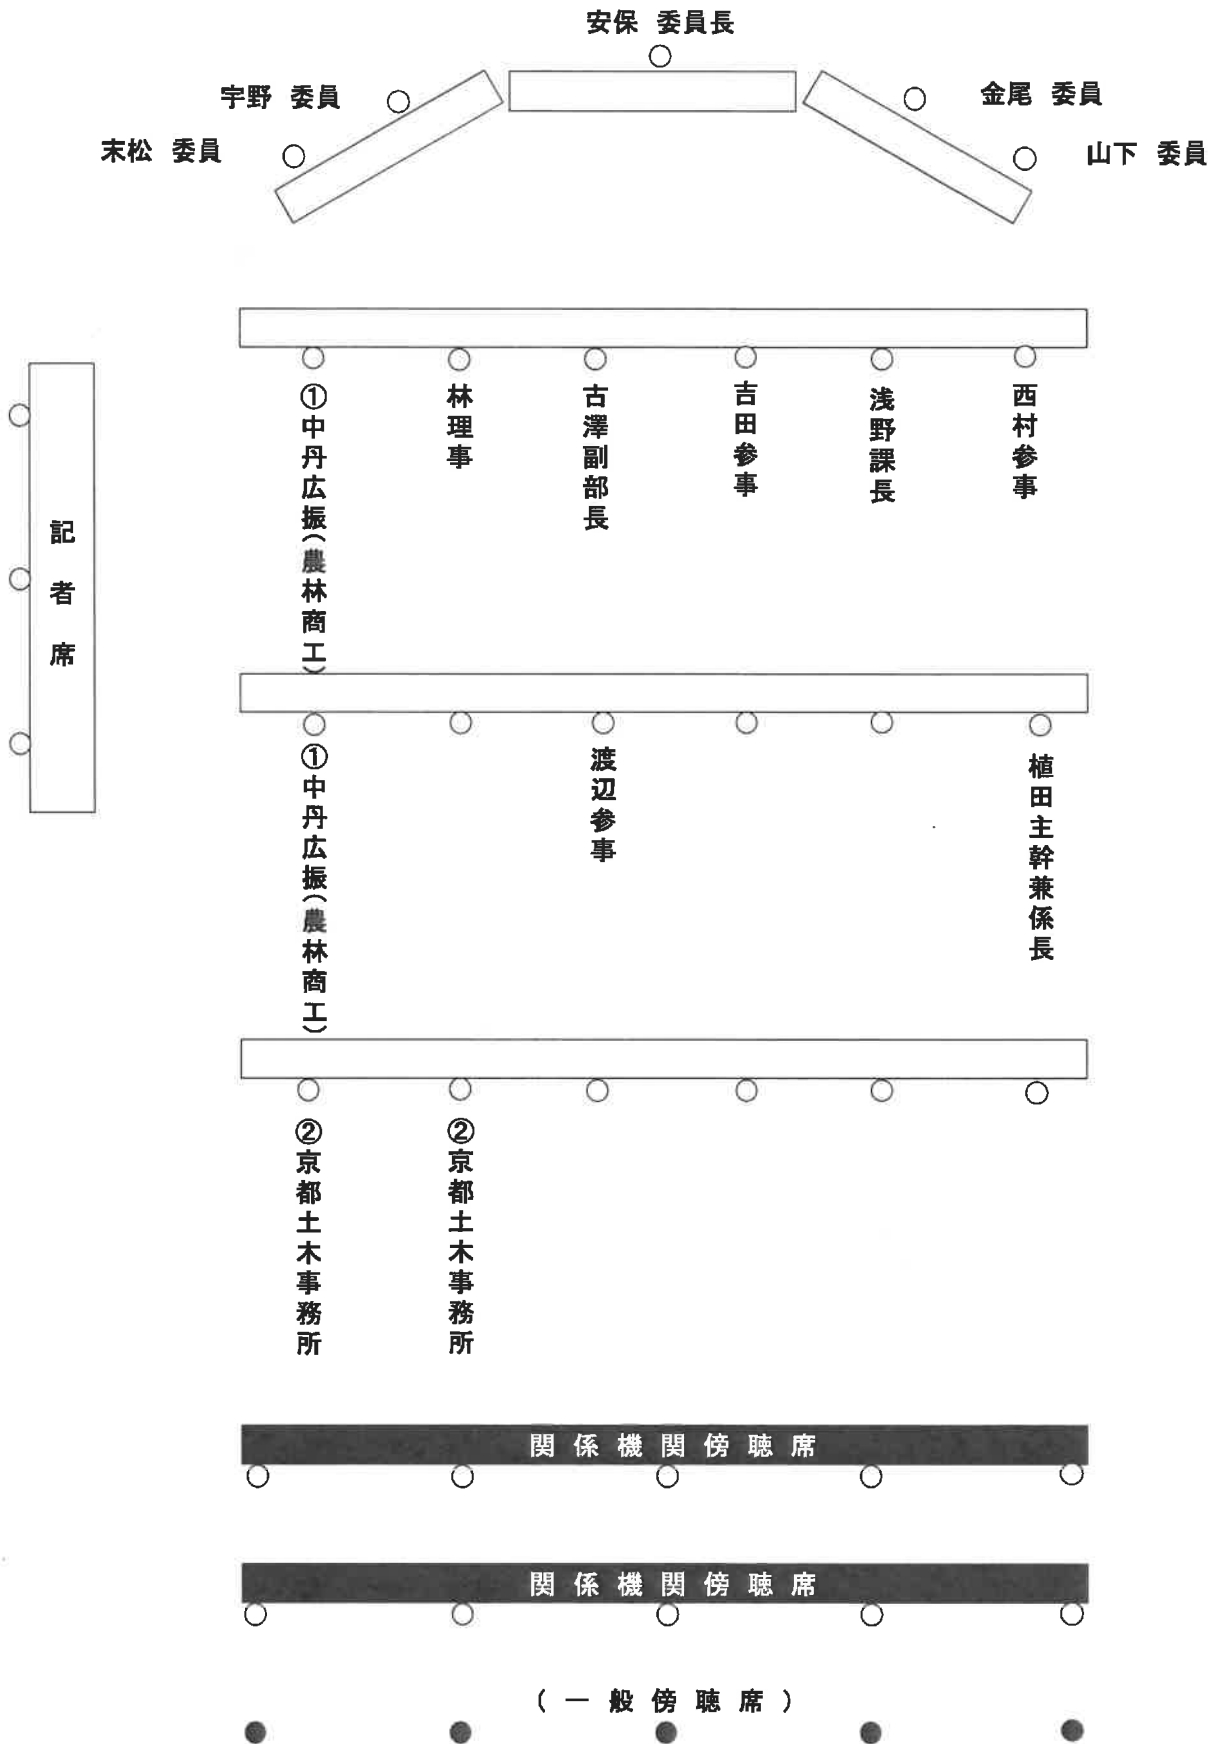 安保 委員長
宇野 委員
金尾 委員
末松 委員
山下 委員
記者席
①中丹広振(農林商工)
林理事
古澤副部長
吉田参事
浅野課長
西村参事
①中丹広振(農林商工)
渡辺参事
植田主幹兼係長
②京都土木事務所
②京都土木事務所
関係機関傍聴席
関係機関傍聴席
(一般傍聴席)